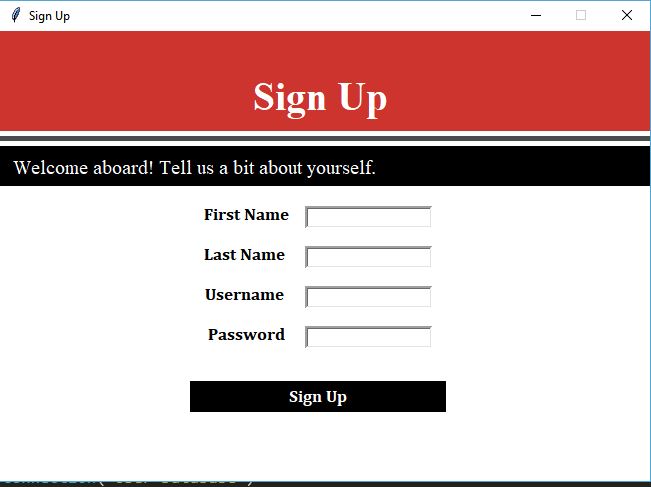 Sign Up
Sign Up
Welcome aboard! Tell us a bit about yourself.
First Name
Last Name
Username
Password
Sign Up